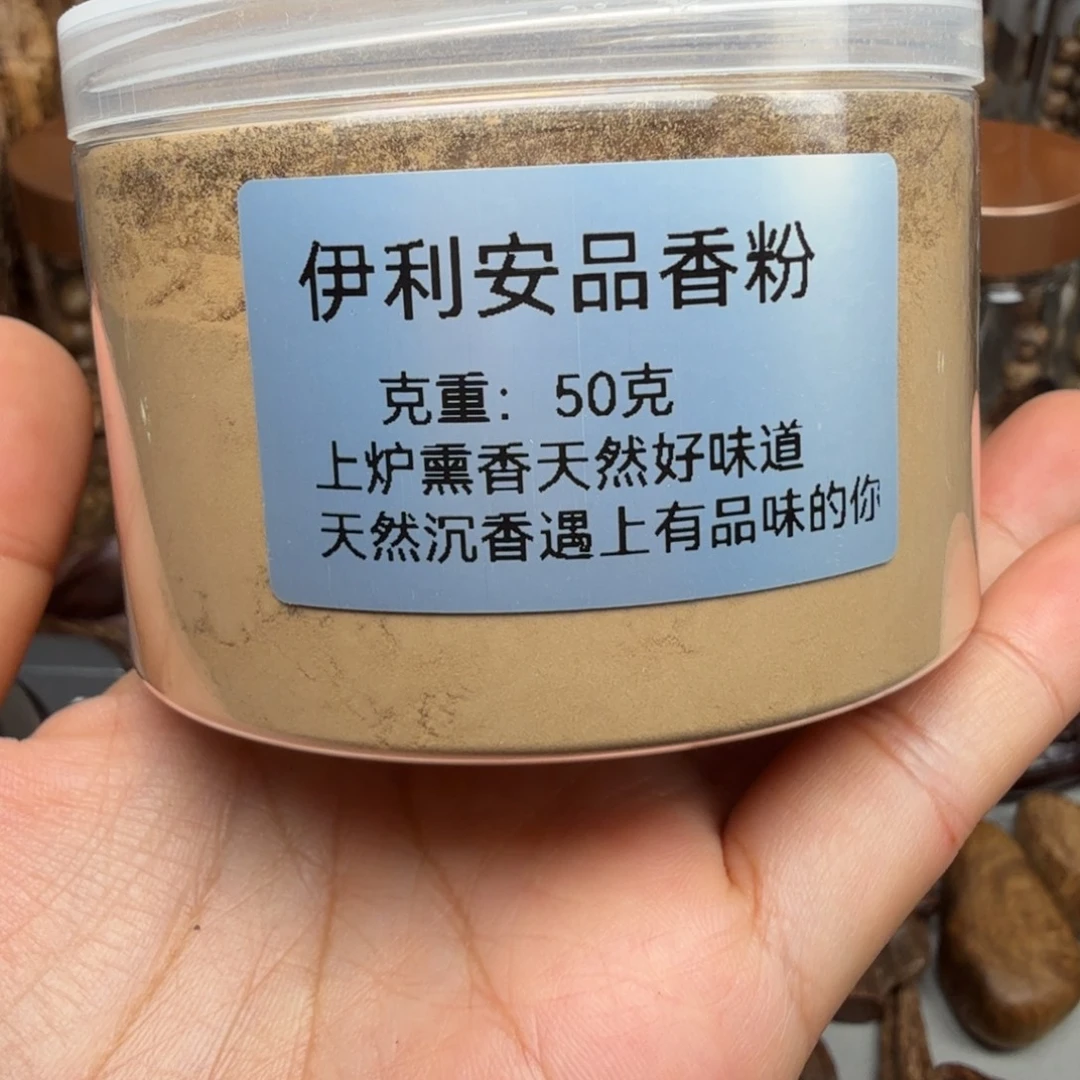 伊利安品香粉
克重：50克
上炉熏香天然好味道
天然沉香遇上有品味的你